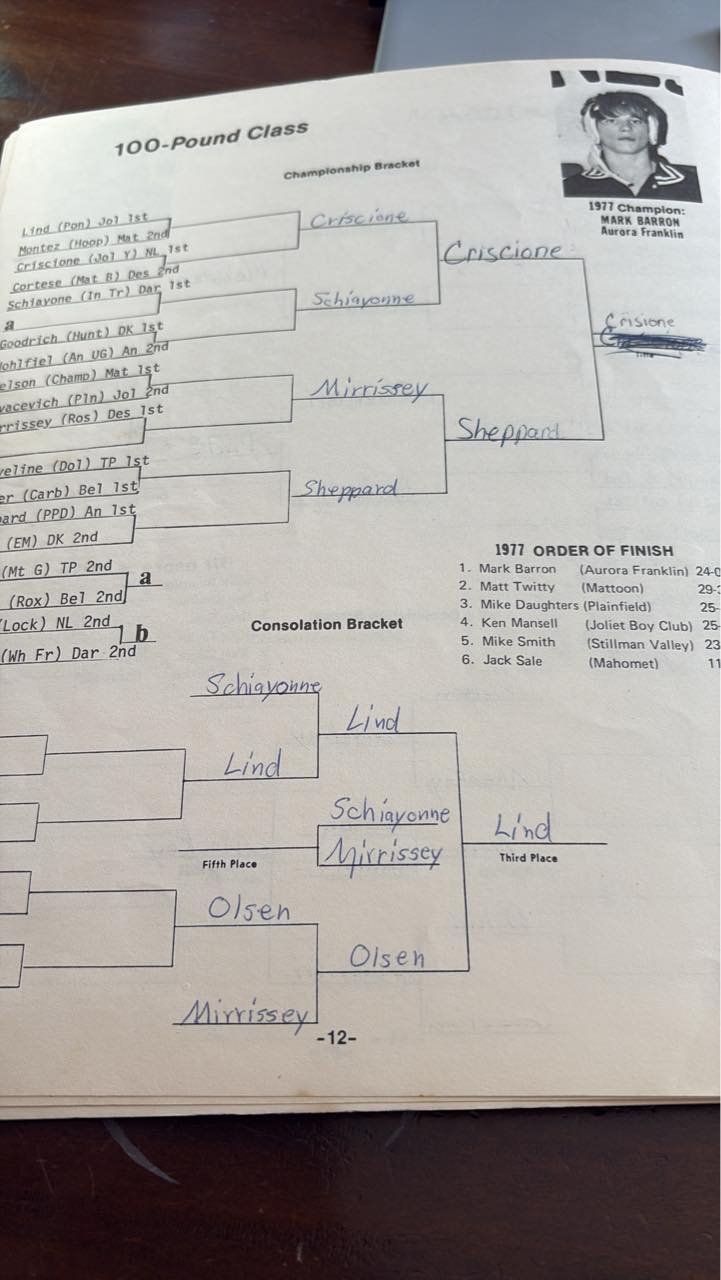 100-Pound Class
Championship Bracket
1977 Champion:
MARK BARRON
Aurora Franklin
Lind (Pon) Jol 1st
Montez (Hoop) Mat 2nd
Criscione (Jol Y) NL 1st
Cortese (Mat B) Des 2nd
Schiavone (In Tr) Dar 1st
a
Goodrich (Hunt) DK 1st
ohlfiel (An UG) An 2nd
elson (Champ) Mat 1st
vacevich (Pln) Jol 2nd
rrissey (Ros) Des 1st
veline (Dol) TP 1st
er (Carb) Bel 1st
ard (PPD) An 1st
(EM) DK 2nd
(Mt G) TP 2nd
a
(Rox) Bel 2nd
(Lock) NL 2nd
b
(Wh Fr) Dar 2nd
Criscione
Schiayonne
Mirrissey
Sheppard
Criscione
Sheppard
Crisione
1977 ORDER OF FINISH
1. Mark Barron (Aurora Franklin) 24-0
2. Matt Twitty (Mattoon) 29-
3. Mike Daughters (Plainfield) 25-
4. Ken Mansell (Joliet Boy Club) 25-
5. Mike Smith (Stillman Valley) 23
6. Jack Sale (Mahomet) 11
Consolation Bracket
Schiayonne
Lind
Lind
Schiayonne
Mirrissey
Fifth Place
Lind
Third Place
Olsen
Olsen
Mirrissey
-12-